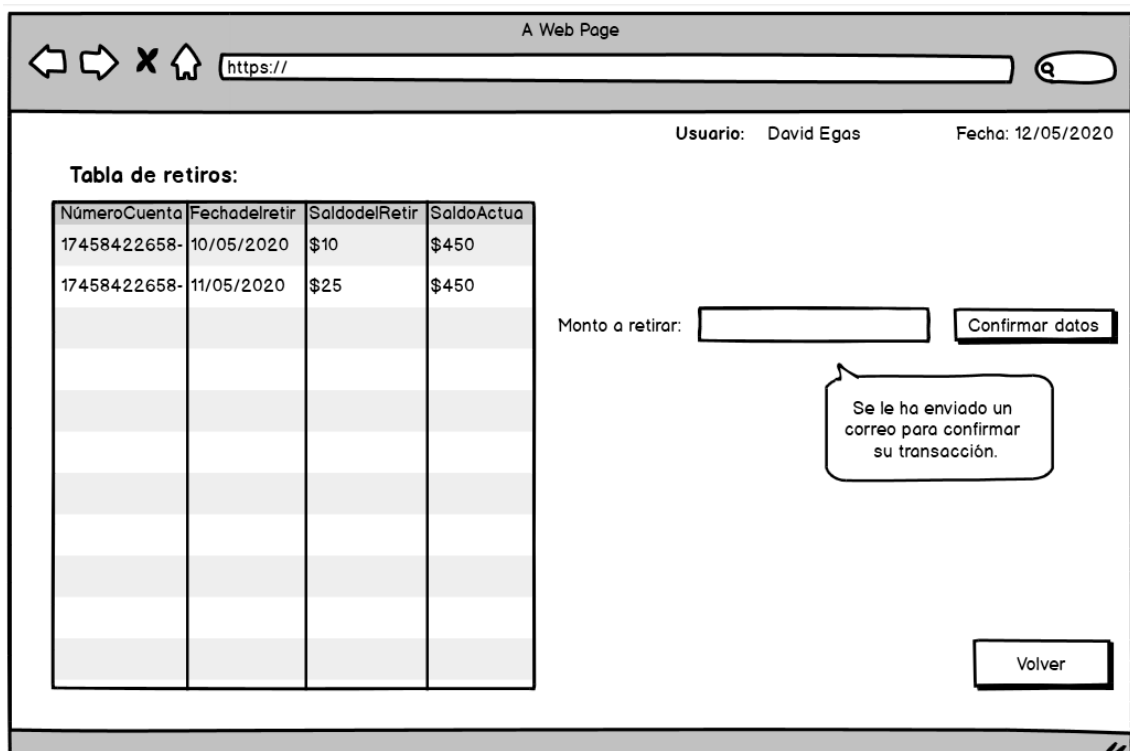 A Web Page
https://
Usuario: David Egas Fecha: 12/05/2020
Tabla de retiros:
NúmeroCuenta Fechadelretir SaldodelRetir SaldoActua
17458422658- 10/05/2020 $10 $450
17458422658- 11/05/2020 $25 $450
Monto a retirar: Confirmar datos
Se le ha enviado un
correo para confirmar
su transacción.
Volver